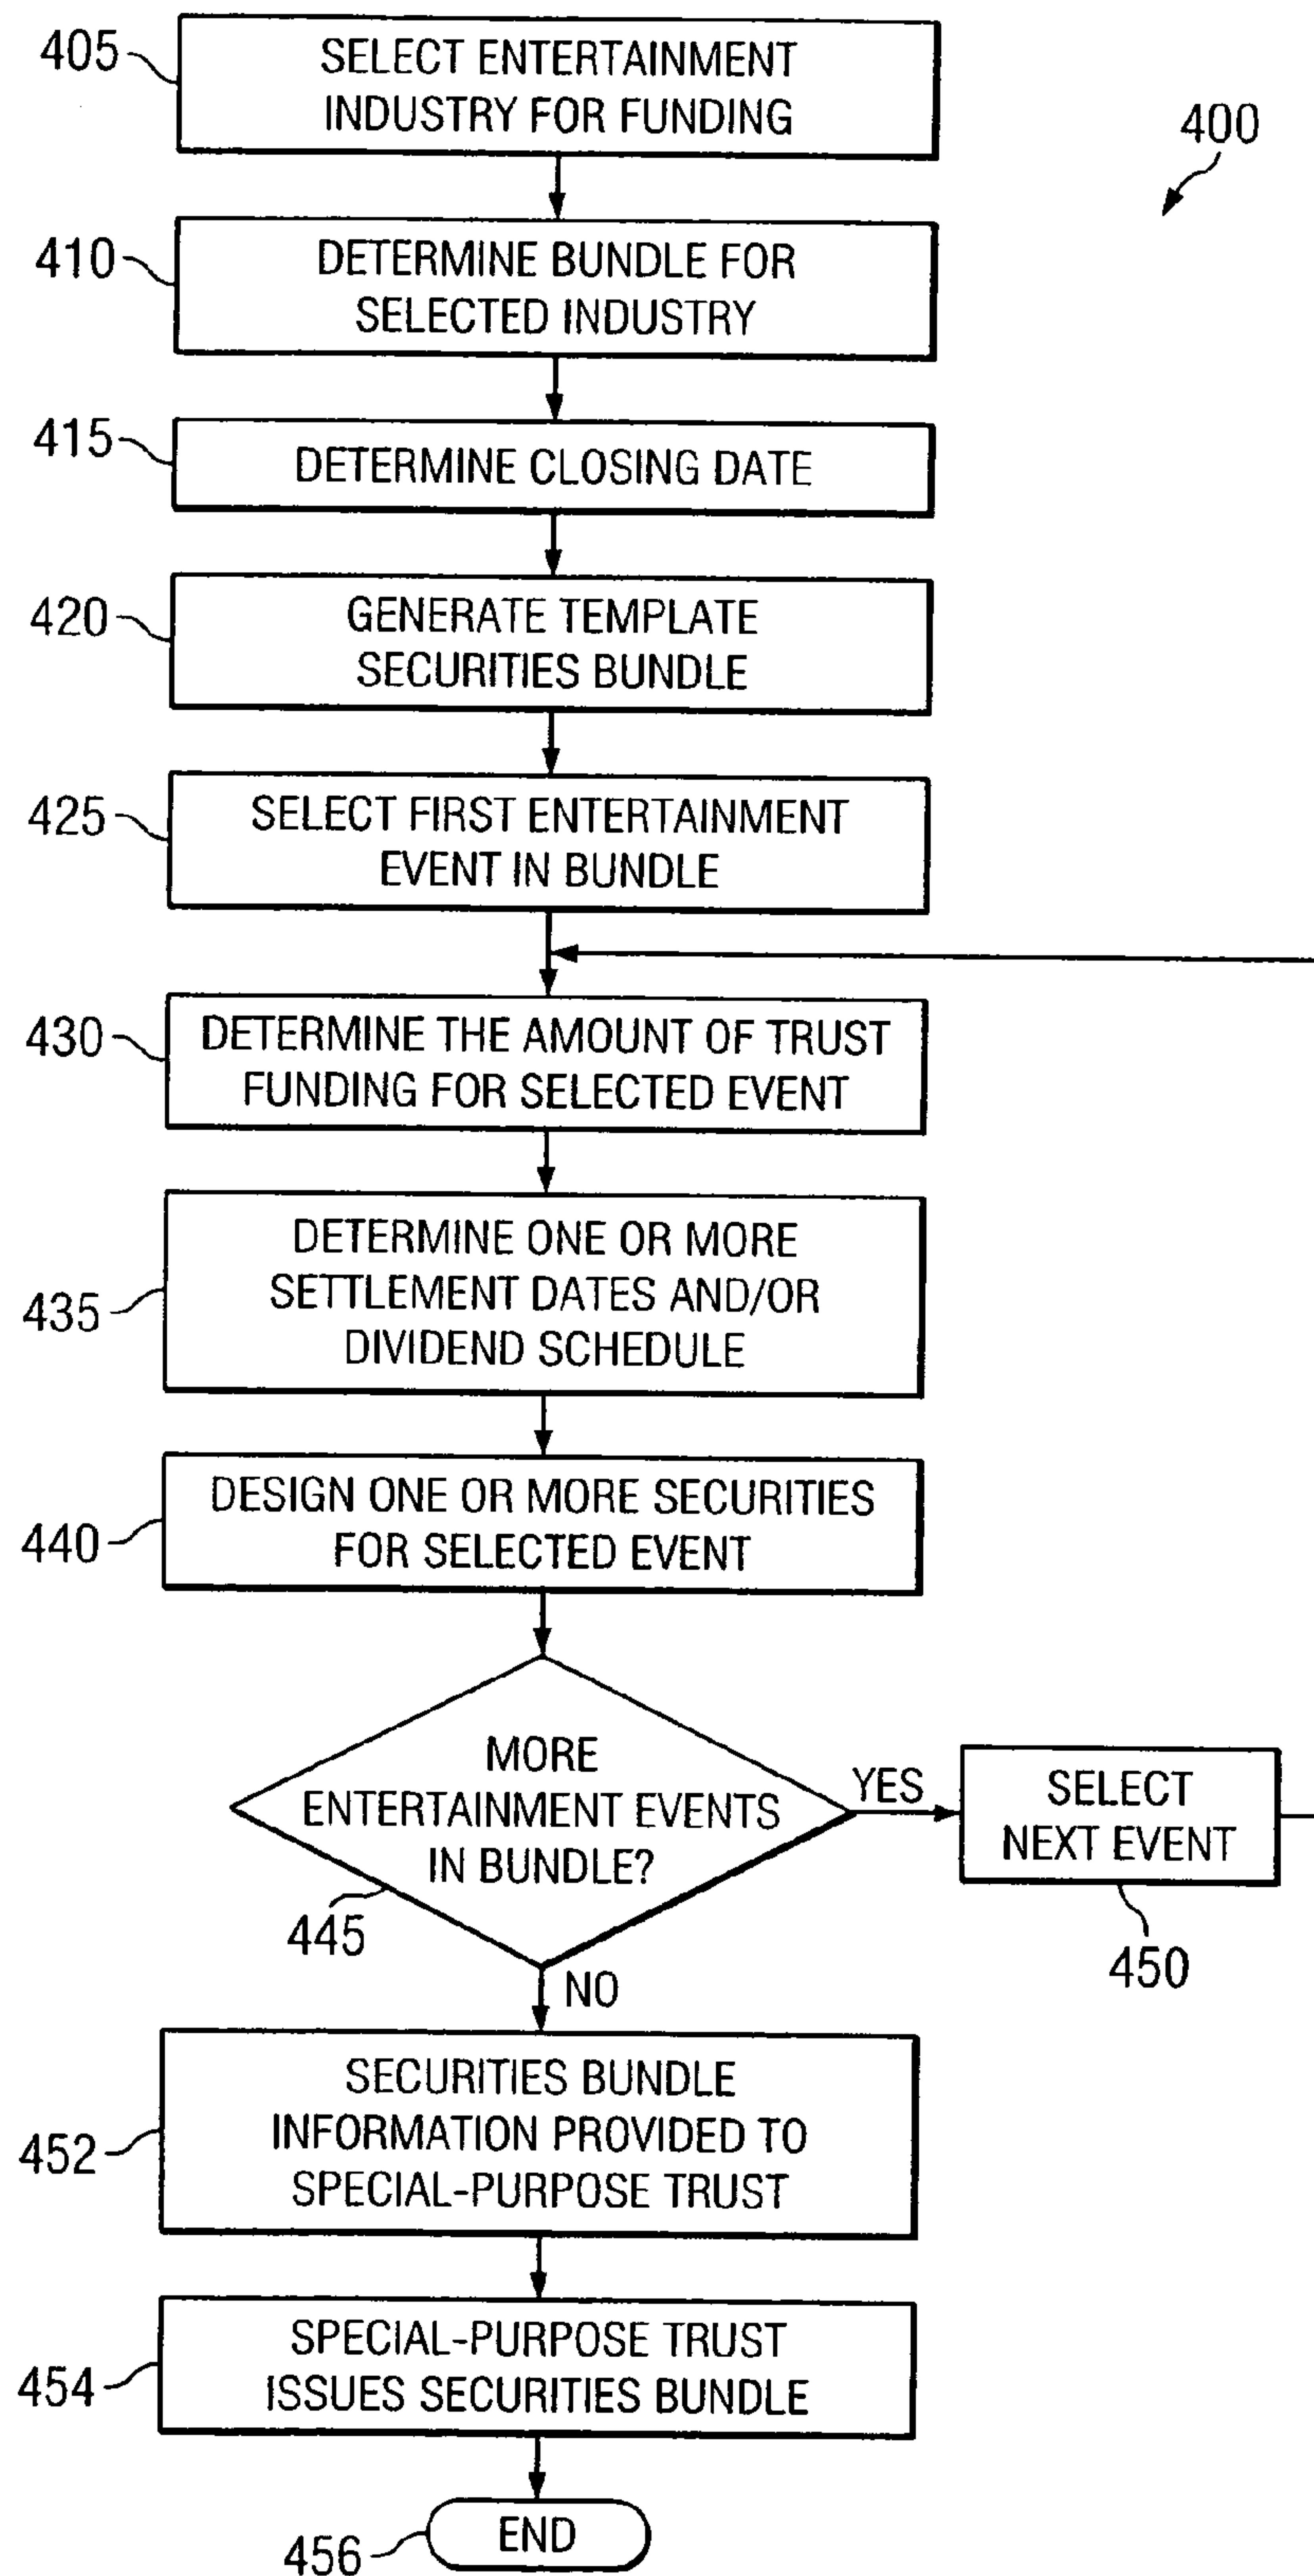 405
SELECT ENTERTAINMENT
INDUSTRY FOR FUNDING
400
410
DETERMINE BUNDLE FOR
SELECTED INDUSTRY
415
DETERMINE CLOSING DATE
420
GENERATE TEMPLATE
SECURITIES BUNDLE
425
SELECT FIRST ENTERTAINMENT
EVENT IN BUNDLE
430
DETERMINE THE AMOUNT OF TRUST
FUNDING FOR SELECTED EVENT
435
DETERMINE ONE OR MORE
SETTLEMENT DATES AND/OR
DIVIDEND SCHEDULE
440
DESIGN ONE OR MORE SECURITIES
FOR SELECTED EVENT
MORE
ENTERTAINMENT EVENTS
IN BUNDLE?
445
YES
SELECT
NEXT EVENT
450
NO
452
SECURITIES BUNDLE
INFORMATION PROVIDED TO
SPECIAL-PURPOSE TRUST
454
SPECIAL-PURPOSE TRUST
ISSUES SECURITIES BUNDLE
456
END